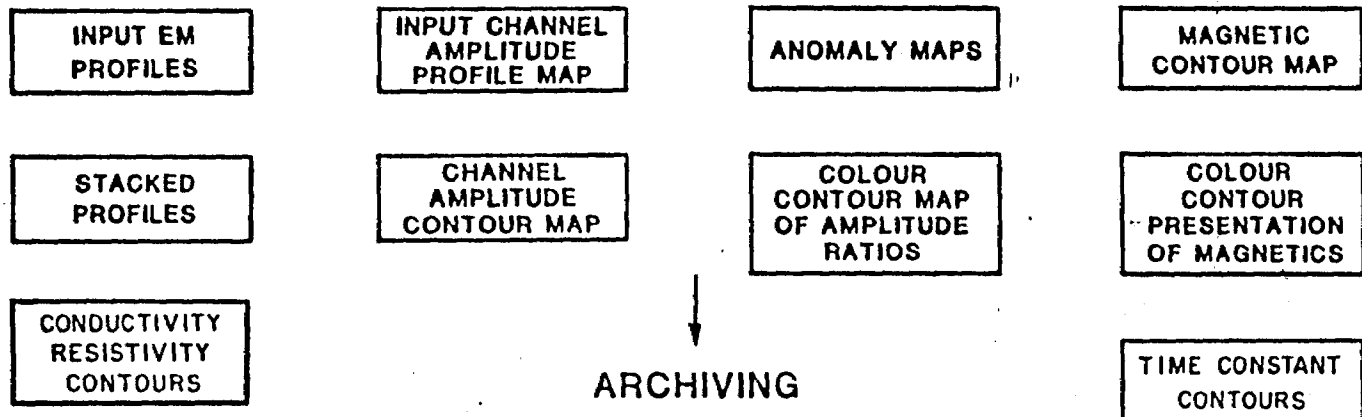 INPUT EM
PROFILES
INPUT CHANNEL
AMPLITUDE
PROFILE MAP
ANOMALY MAPS
MAGNETIC
CONTOUR MAP
STACKED
PROFILES
CHANNEL
AMPLITUDE
CONTOUR MAP
COLOUR
CONTOUR MAP
OF AMPLITUDE
RATIOS
COLOUR
CONTOUR
PRESENTATION
OF MAGNETICS
CONDUCTIVITY
RESISTIVITY
CONTOURS
ARCHIVING
TIME CONSTANT
CONTOURS